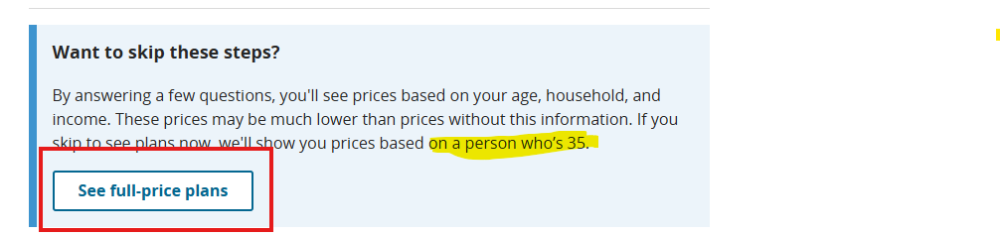 Want to skip these steps?
By answering a few questions, you'll see prices based on your age, household, and
income. These prices may be much lower than prices without this information. If you
skip to see plans now, we'll show you prices based on a person who's 35.
See full-price plans